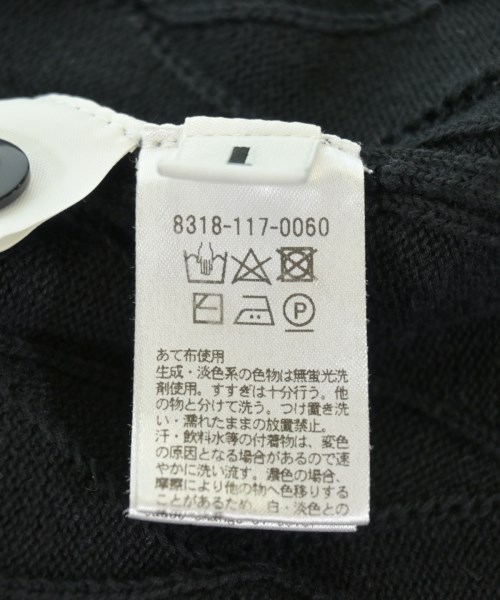 8318-117-0060
P
あて布使用
生成・淡色系の色物は無蛍光洗
剤使用。すすぎは十分行う。他
の物と分けて洗う。つけ置き洗
い・濡れたままの放置禁止。
汗・飲料水等の付着物は、変色
の原因となる場合があるので速
やかに洗い流す。濃色の場合、
摩擦により他の物へ色移りする
ことがあるため、白・淡色との